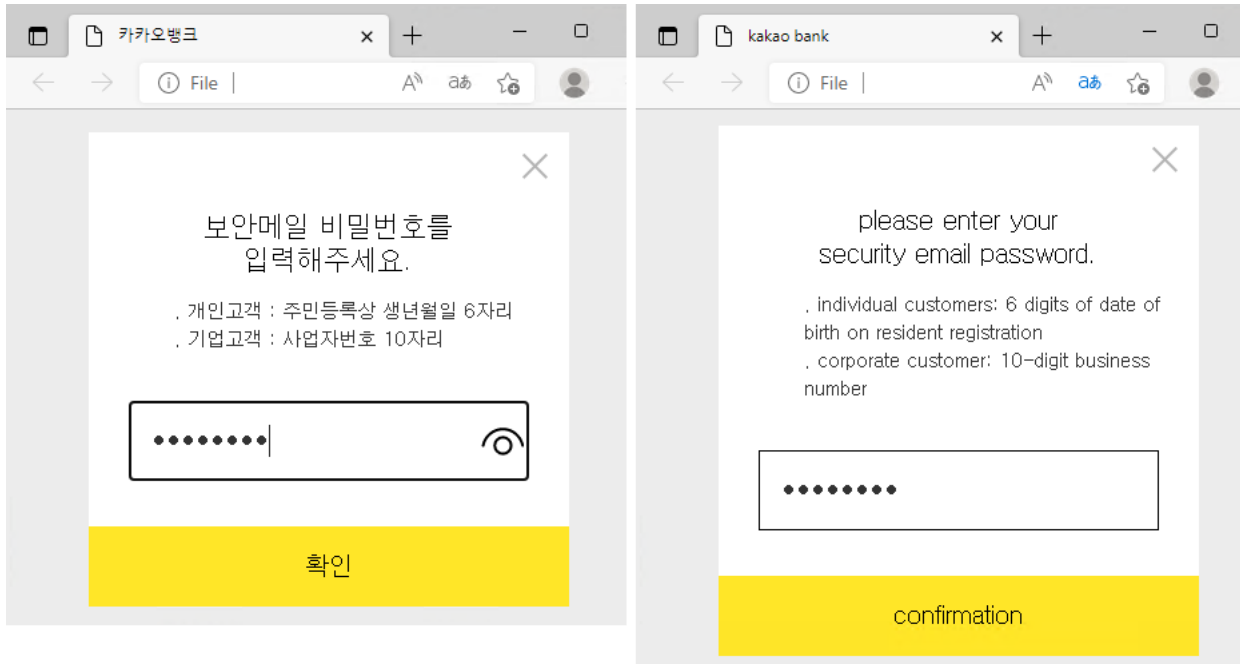 카카오뱅크
File
보안메일 비밀번호를
입력해주세요.
. 개인고객 : 주민등록상 생년월일 6자리
. 기업고객 : 사업자번호 10자리
확인
kakao bank
File
please enter your
security email password.
. individual customers: 6 digits of date of
birth on resident registration
. corporate customer: 10-digit business
number
confirmation